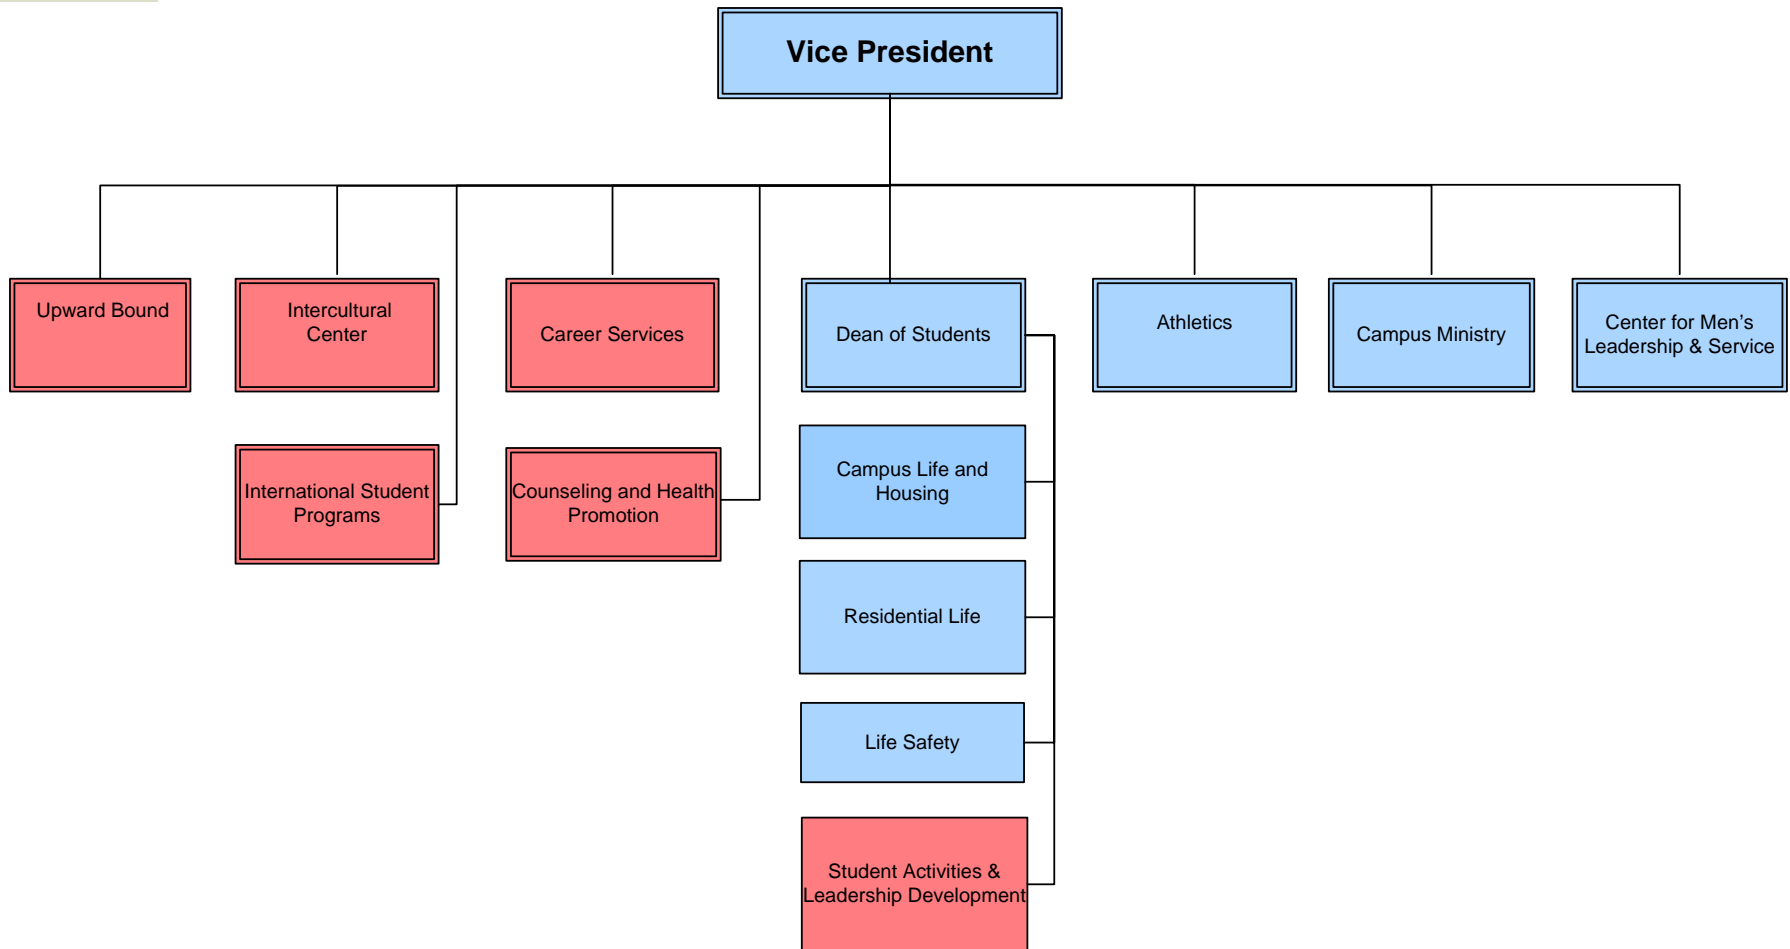 Vice President
Upward Bound
Intercultural
Center
Career Services
Dean of Students
Athletics
Campus Ministry
Center for Men’s
Leadership & Service
International Student
Programs
Counseling and Health
Promotion
Campus Life and
Housing
Residential Life
Life Safety
Student Activities &
Leadership Development